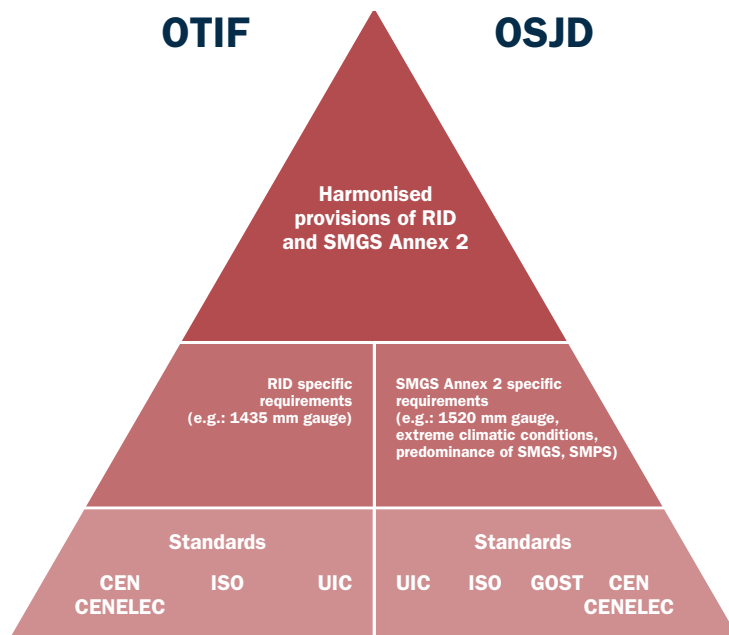 OTIF
OSJD
Harmonised
provisions of RID
and SMGS Annex 2
RID specific
requirements
(e.g.: 1435 mm gauge)
SMGS Annex 2 specific
requirements
(e.g.: 1520 mm gauge,
extreme climatic conditions,
predominance of SMGS, SMPS)
Standards
CEN
CENELEC
ISO
UIC
Standards
UIC
ISO
GOST
CEN
CENELEC